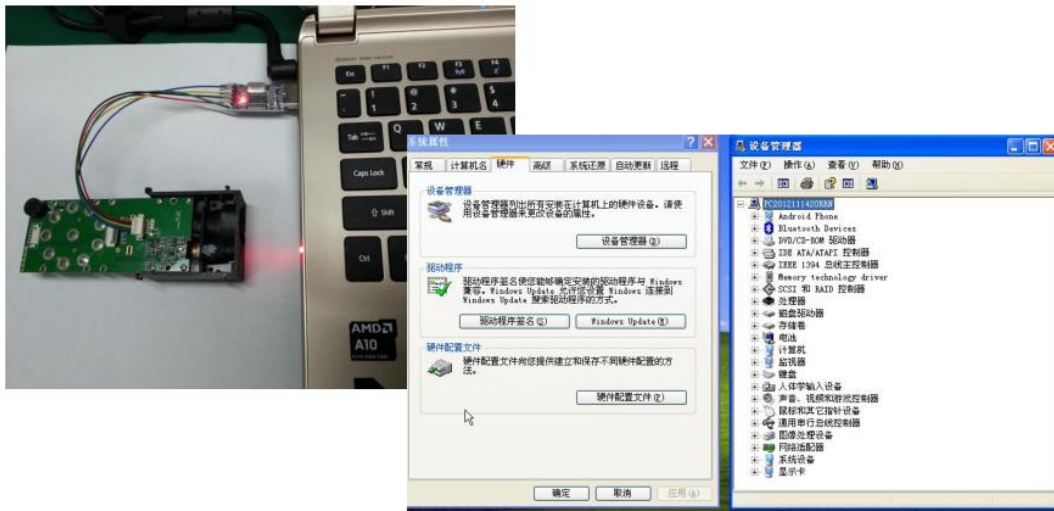 Esc
F1
F2
F3
F4
1
@
2
#
3
$
4
Tab
Q
W
E
Caps Lock
Shift
Ctrl
AMD
A10
系统属性
常规
计算机名
硬件
高级
系统还原
自动更新
远程
设备管理器
设备管理器列出所有安装在计算机上的硬件设备。请使
用设备管理器来更改设备的属性。
设备管理器(D)
驱动程序
驱动程序签名使您能够确定安装的驱动程序与 Windows
兼容。Windows Update 允许您设置 Windows 连接到
Windows Update 搜索驱动程序的方式。
驱动程序签名(S)
Windows Update(W)
硬件配置文件
硬件配置文件向您提供建立和保存不同硬件配置的方
法。
硬件配置文件(P)
确定
取消
应用(A)
设备管理器
文件(F) 操作(A) 查看(V) 帮助(H)
PC2012111420RRN
Android Phone
Bluetooth Devices
DVD/CD-ROM 驱动器
IDE ATA/ATAPI 控制器
IEEE 1394 总线主控制器
Memory technology driver
SCSI 和 RAID 控制器
处理器
磁盘驱动器
存储卷
电池
计算机
监视器
键盘
人体学输入设备
声音、视频和游戏控制器
鼠标和其它指针设备
通用串行总线控制器
图像处理设备
网络适配器
系统设备
显示卡